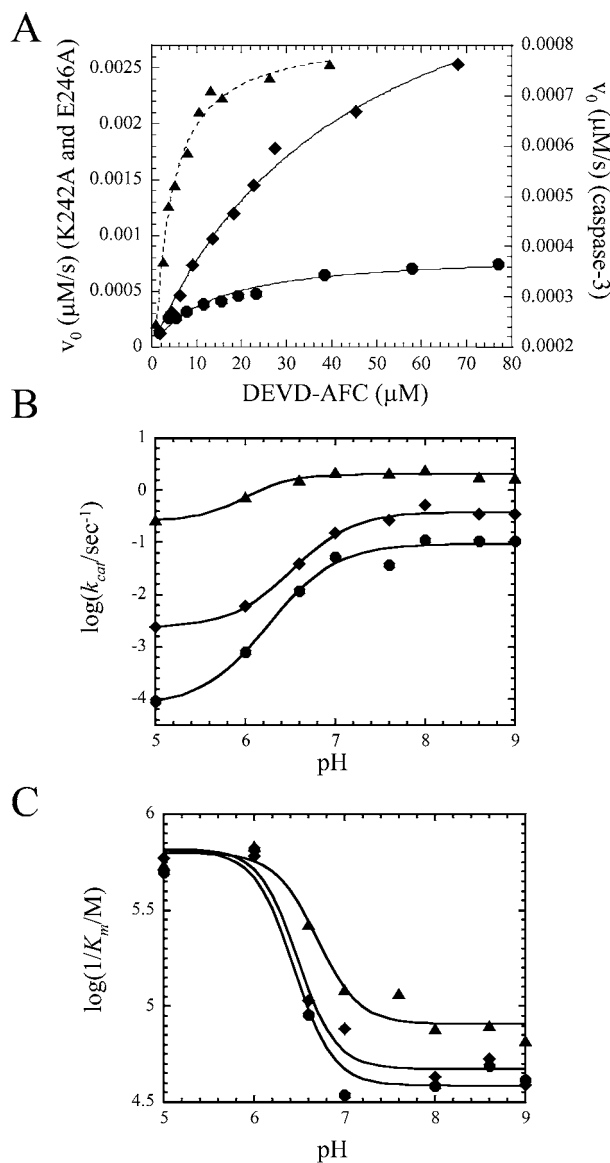 A
v₀ (µM/s) (K242A and E246A)
0.0025
0.002
0.0015
0.001
0.0005
0
0.0008
0.0007
0.0006
0.0005
0.0004
0.0003
0.0002
v₀ (µM/s) (caspase-3)
0 10 20 30 40 50 60 70 80
DEVD-AFC (µM)
B
log(kcat/sec⁻¹)
1
0
-1
-2
-3
-4
5 6 7 8 9
pH
C
log(1/Km/M)
6
5.5
5
4.5
5 6 7 8 9
pH